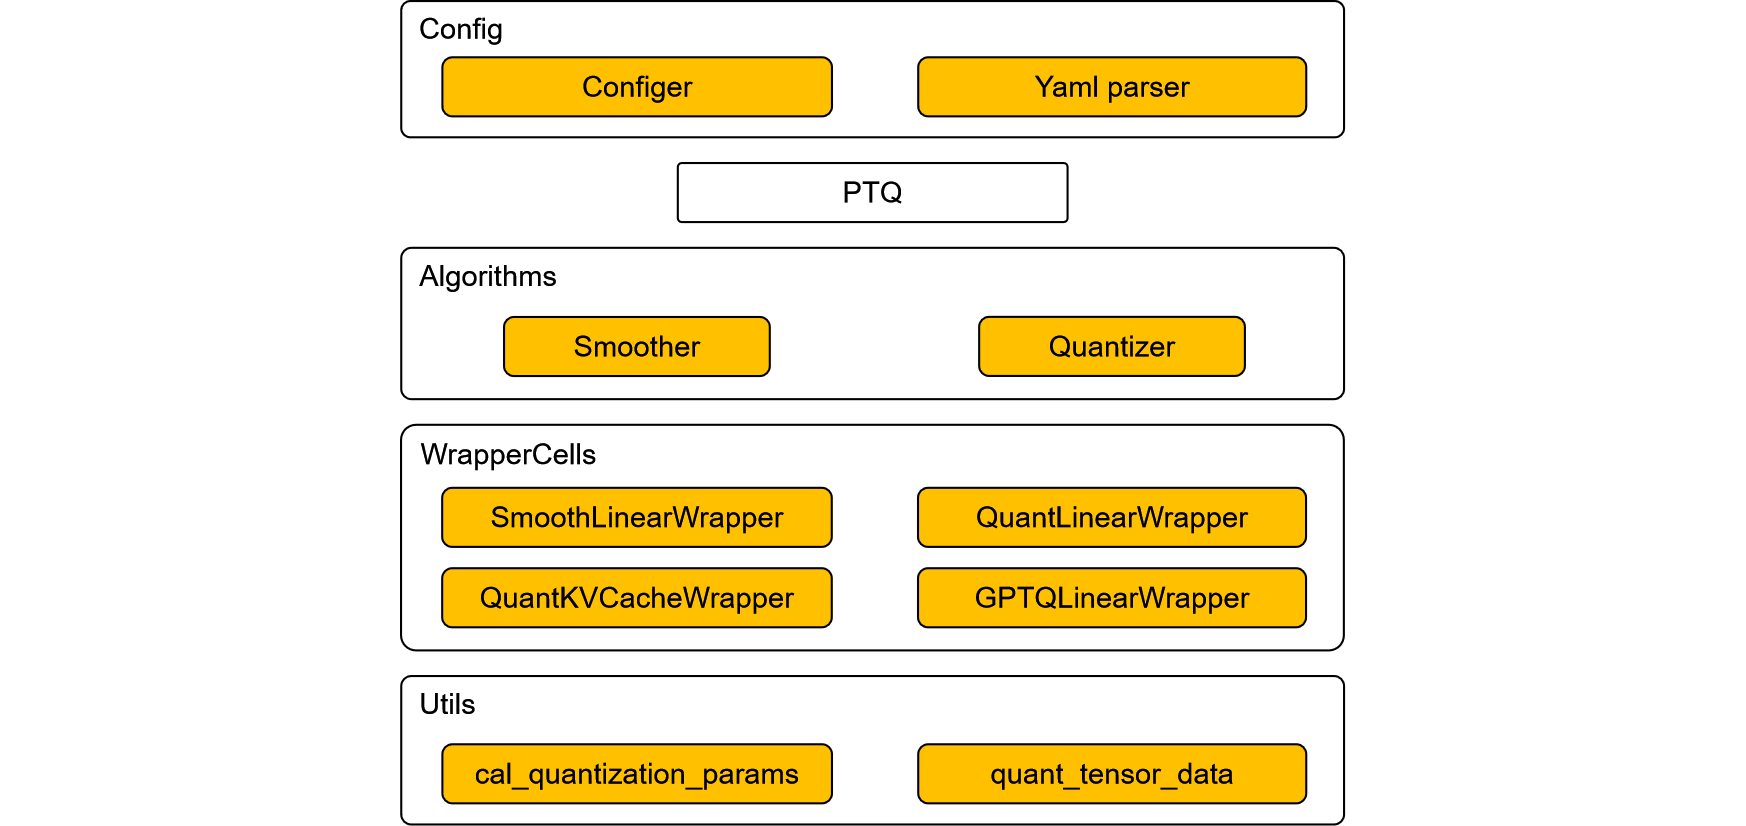 Config
Configer
Yaml parser
PTQ
Algorithms
Smoother
Quantizer
WrapperCells
SmoothLinearWrapper
QuantLinearWrapper
QuantKVCacheWrapper
GPTQLinearWrapper
Utils
cal_quantization_params
quant_tensor_data